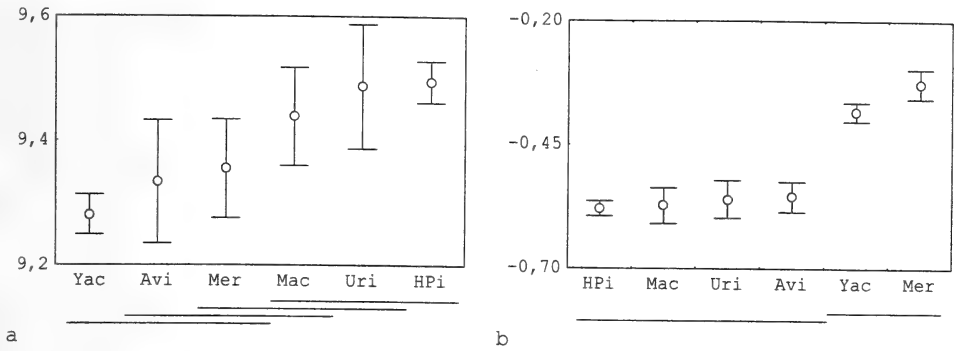 9,6
9,4
9,2
Yac Avi Mer Mac Uri HPi
a
-0,20
-0,45
-0,70
HPi Mac Uri Avi Yac Mer
b